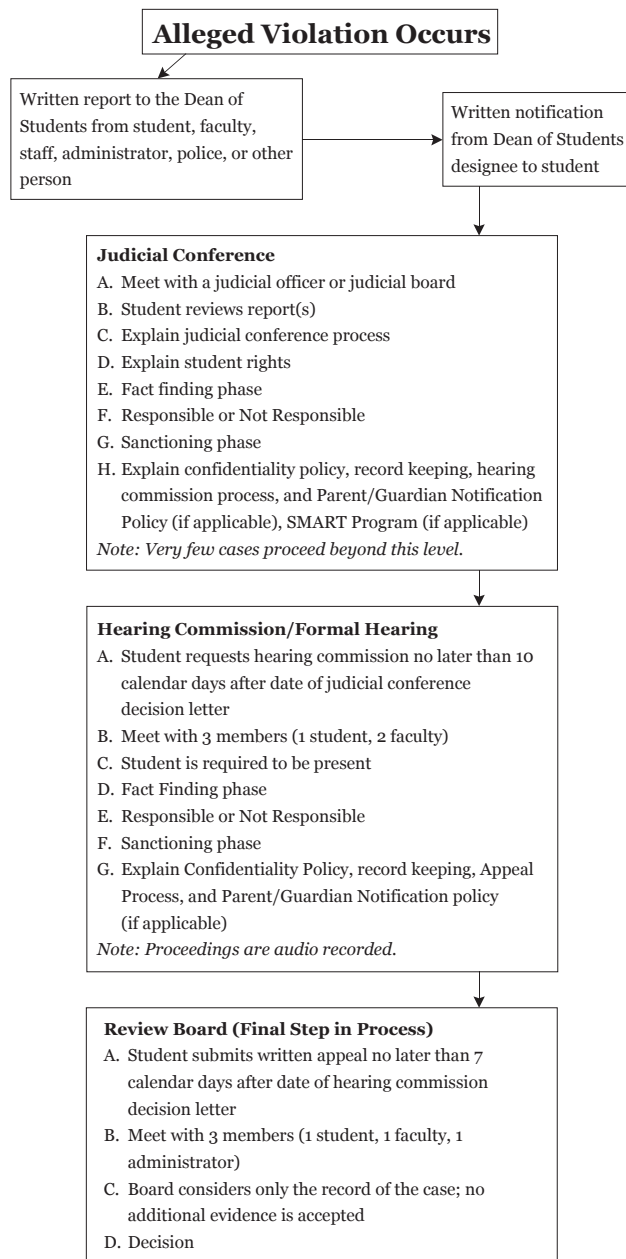 Alleged Violation Occurs
Written report to the Dean of
Students from student, faculty,
staff, administrator, police, or other
person
Written notification
from Dean of Students
designee to student
Judicial Conference
A. Meet with a judicial officer or judicial board
B. Student reviews report(s)
C. Explain judicial conference process
D. Explain student rights
E. Fact finding phase
F. Responsible or Not Responsible
G. Sanctioning phase
H. Explain confidentiality policy, record keeping, hearing
commission process, and Parent/Guardian Notification
Policy (if applicable), SMART Program (if applicable)
Note: Very few cases proceed beyond this level.
Hearing Commission/Formal Hearing
A. Student requests hearing commission no later than 10
calendar days after date of judicial conference
decision letter
B. Meet with 3 members (1 student, 2 faculty)
C. Student is required to be present
D. Fact Finding phase
E. Responsible or Not Responsible
F. Sanctioning phase
G. Explain Confidentiality Policy, record keeping, Appeal
Process, and Parent/Guardian Notification policy
(if applicable)
Note: Proceedings are audio recorded.
Review Board (Final Step in Process)
A. Student submits written appeal no later than 7
calendar days after date of hearing commission
decision letter
B. Meet with 3 members (1 student, 1 faculty, 1
administrator)
C. Board considers only the record of the case; no
additional evidence is accepted
D. Decision